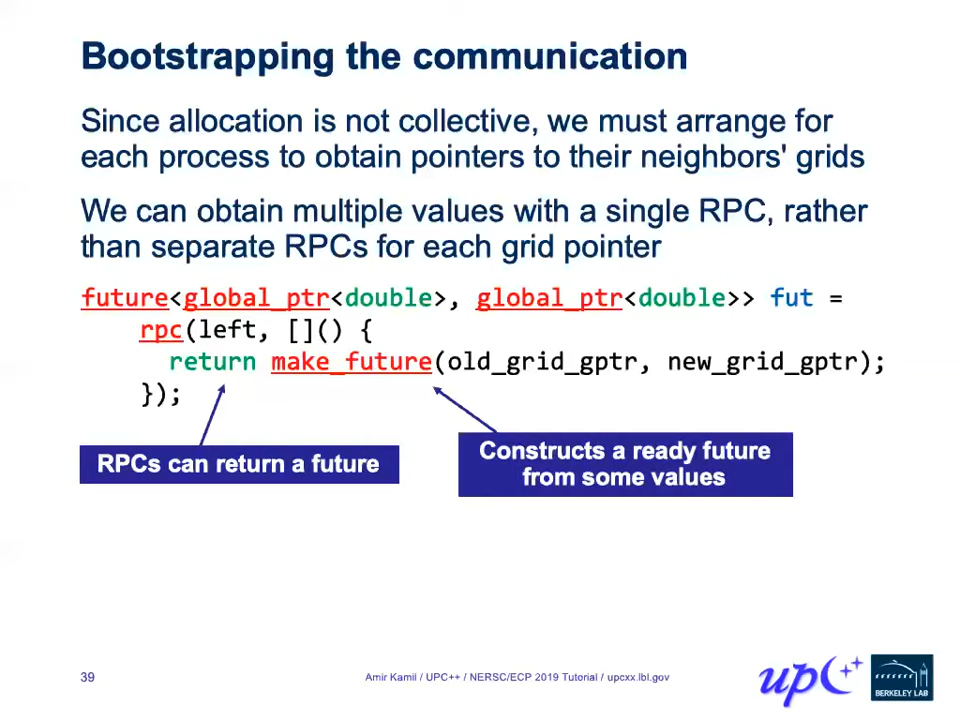 Bootstrapping the communication
Since allocation is not collective, we must arrange for
each process to obtain pointers to their neighbors' grids
We can obtain multiple values with a single RPC, rather
than separate RPCs for each grid pointer
future<global_ptr<double>, global_ptr<double>> fut =
rpc(left, []() {
return make_future(old_grid_gptr, new_grid_gptr);
});
RPCs can return a future
Constructs a ready future
from some values
39
Amir Kamil / UPC++ / NERSC/ECP 2019 Tutorial / upcxx.lbl.gov
upC++
BERKELEY LAB